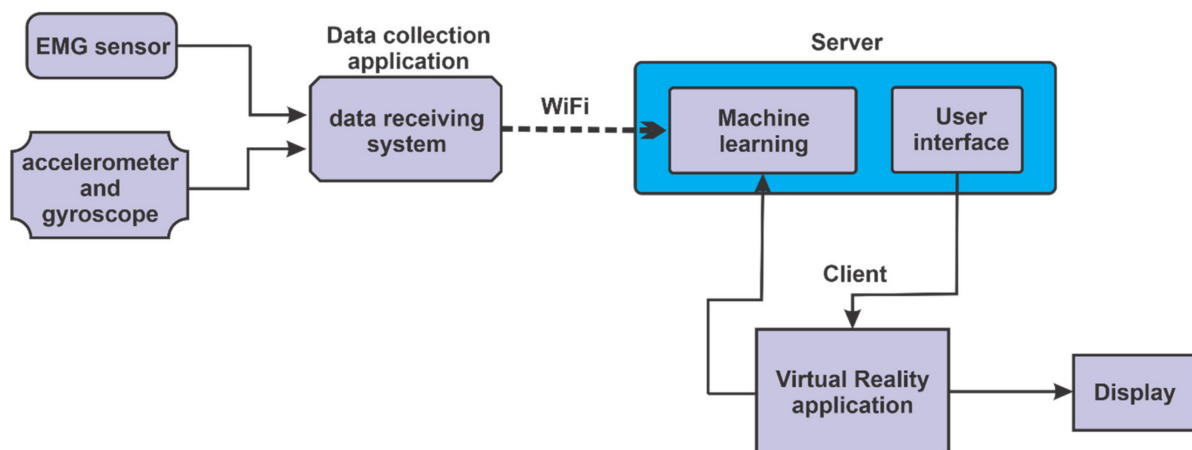 EMG sensor
accelerometer
and
gyroscope
Data collection
application
data receiving
system
WiFi
Server
Machine
learning
User
interface
Client
Virtual Reality
application
Display